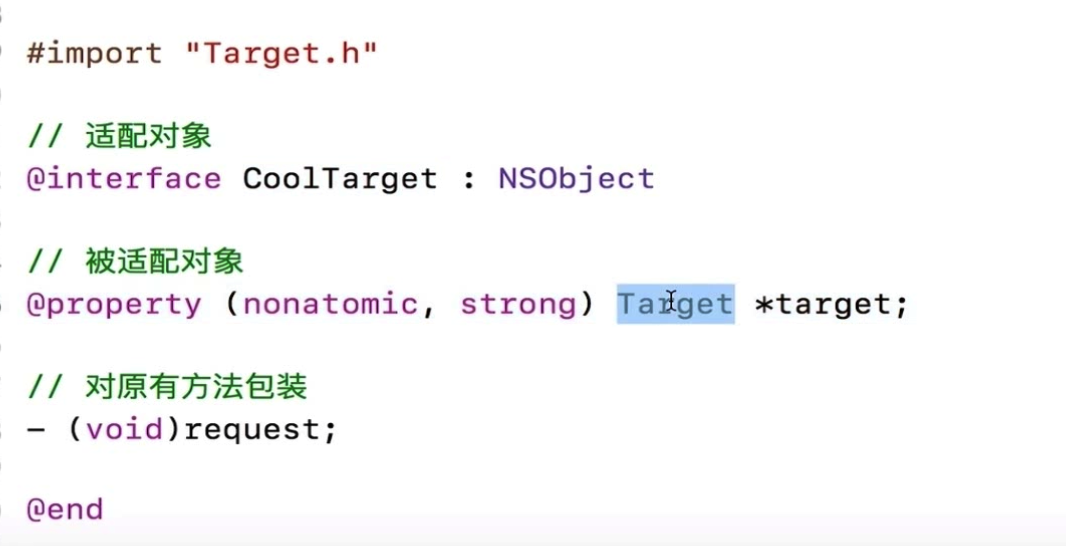 #import "Target.h"
// 适配对象
@interface CoolTarget : NSObject
// 被适配对象
@property (nonatomic, strong) Target *target;
// 对原有方法包装
- (void)request;
@end